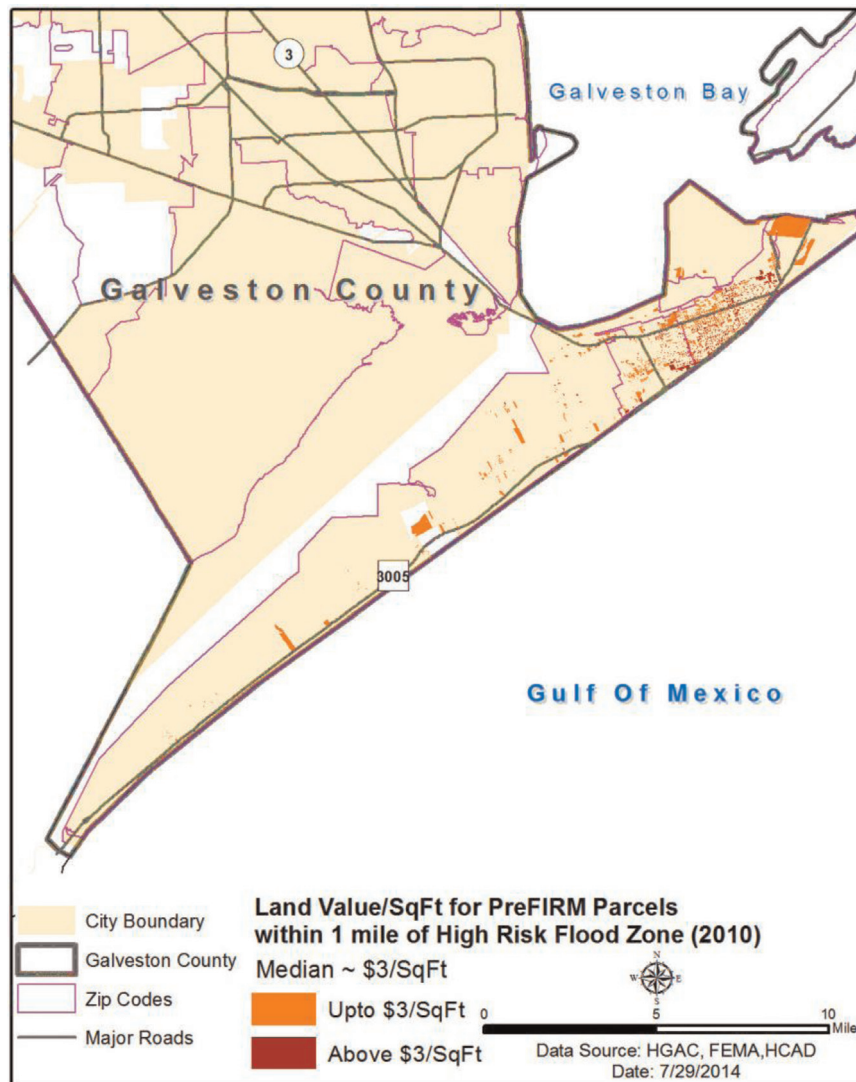 3
Galveston Bay
Galveston County
3005
Gulf Of Mexico
City Boundary
Galveston County
Zip Codes
Major Roads
Land Value/SqFt for PreFIRM Parcels
within 1 mile of High Risk Flood Zone (2010)
Median ~ $3/SqFt
Upto $3/SqFt
Above $3/SqFt
N
W E
S
0 5 10
Mile
Data Source: HGAC, FEMA,HCAD
Date: 7/29/2014